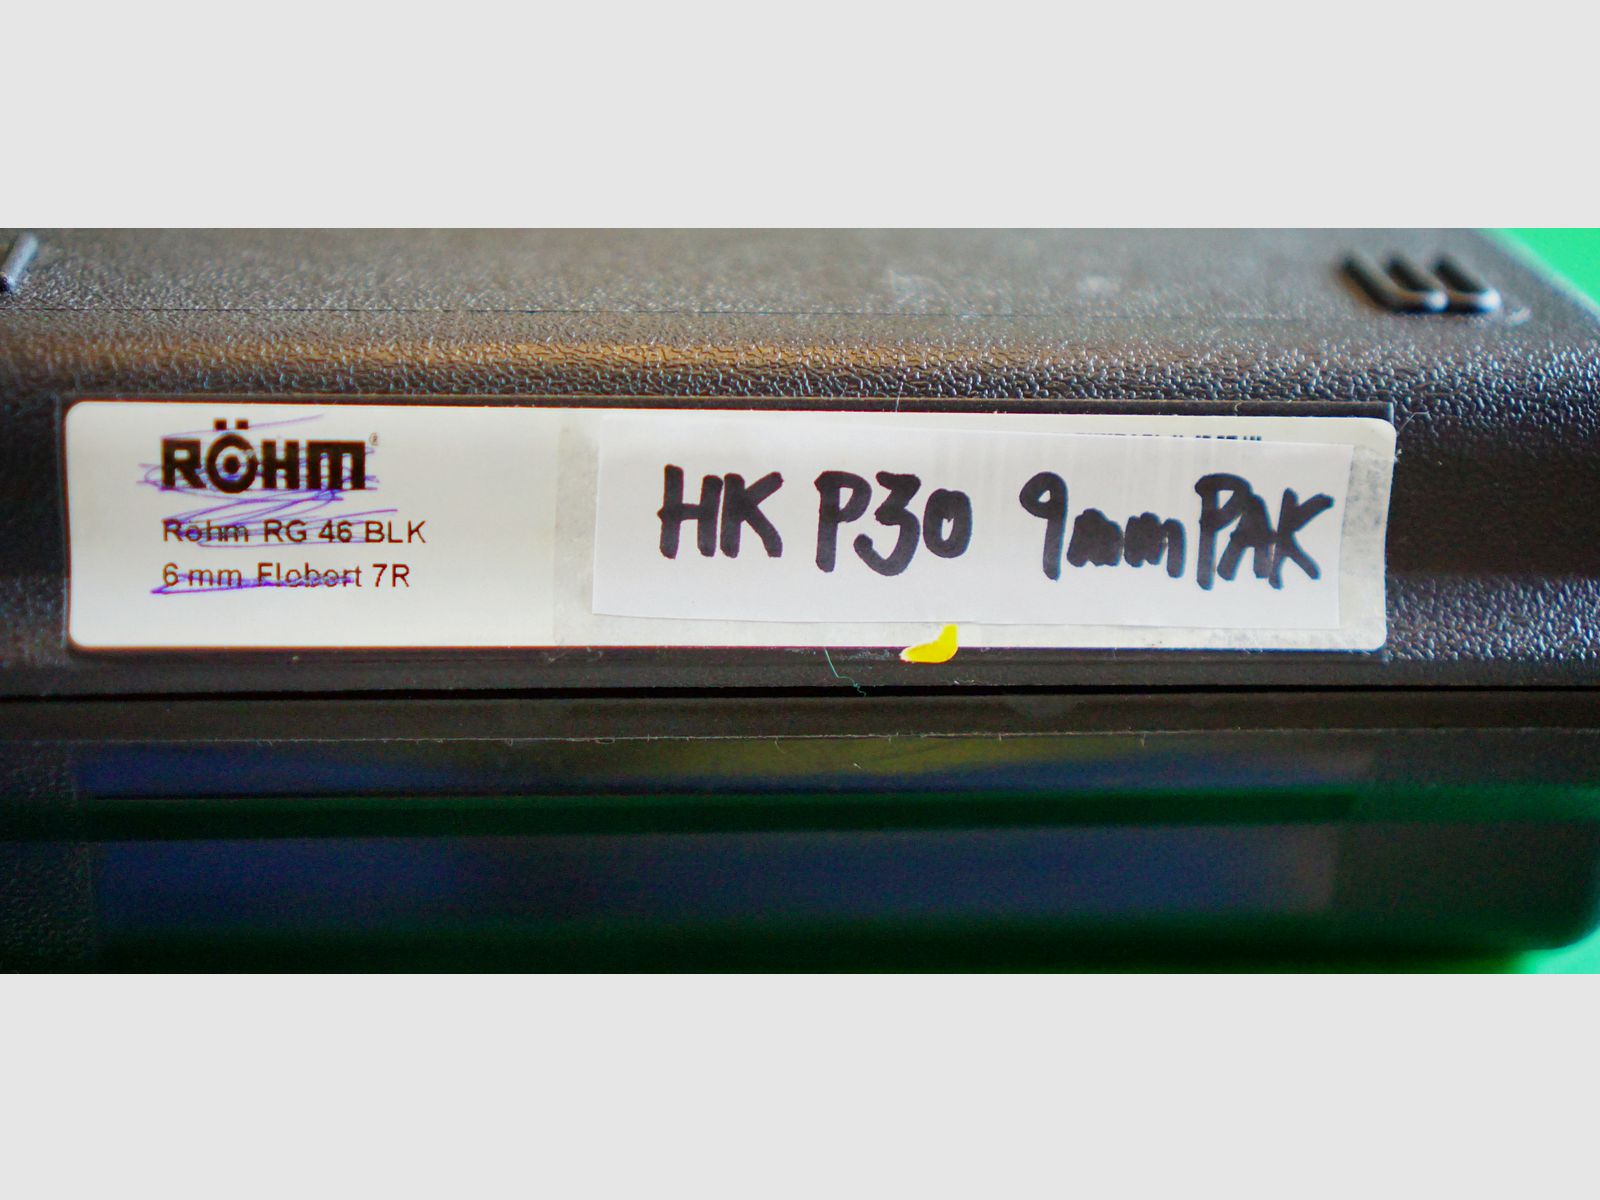 RÖHM®
Röhm RG 46 BLK
6 mm Flobert 7R
HK P30 9mm PAK